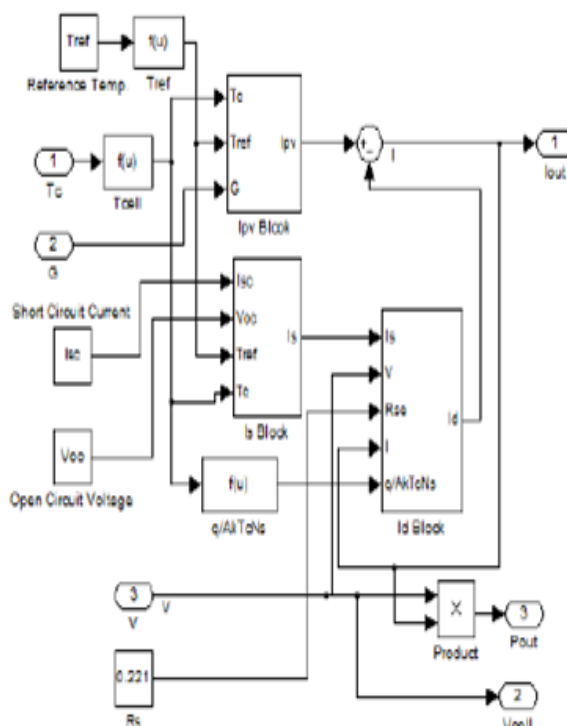 Tref
f(u)
Reference Temp.
Tref
1
Tc
f(u)
Tcell
2
G
Tc
Tref
G
Ipv
Ipv Block
+
-
I
1
Iout
Short Circuit Current
Isc
Voc
Open Circuit Voltage
Isc
Voc
Tref
Tc
Is
Is Block
f(u)
q/AkTcNs
Is
V
Rse
I
q/AkTcNs
Id
Id Block
3
V
V
X
Product
3
Pout
0.221
Rs
2